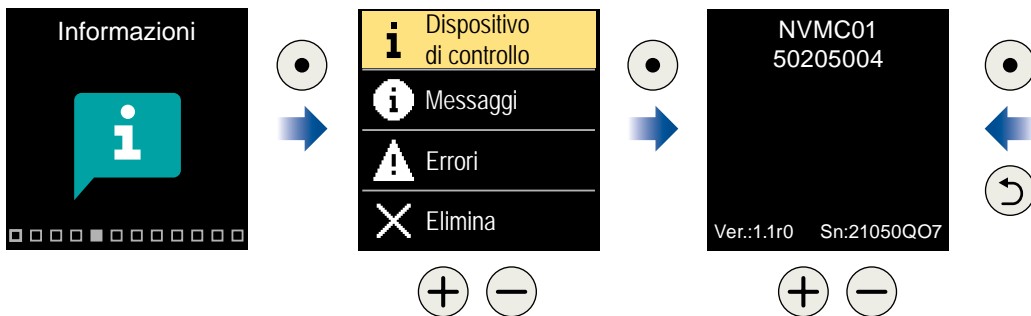 Informazioni
Dispositivo
di controllo
Messaggi
Errori
Elimina
NVMC01
50205004
Ver.:1.1r0 Sn:21050QO7